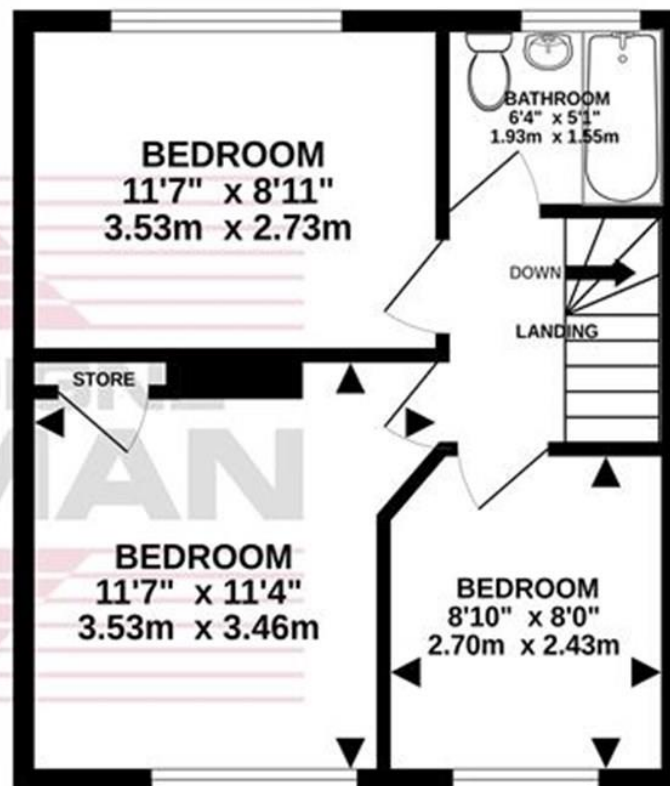 BATHROOM
6'4" x 5'1"
1.93m x 1.55m
BEDROOM
11'7" x 8'11"
3.53m x 2.73m
DOWN
LANDING
STORE
BEDROOM
11'7" x 11'4"
3.53m x 3.46m
BEDROOM
8'10" x 8'0"
2.70m x 2.43m